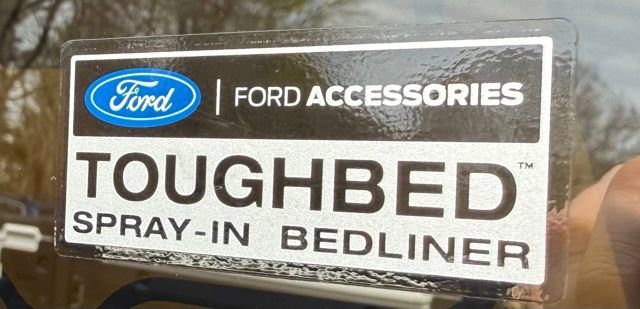 Ford | FORD ACCESSORIES
TOUGHBED™
SPRAY-IN BEDLINER